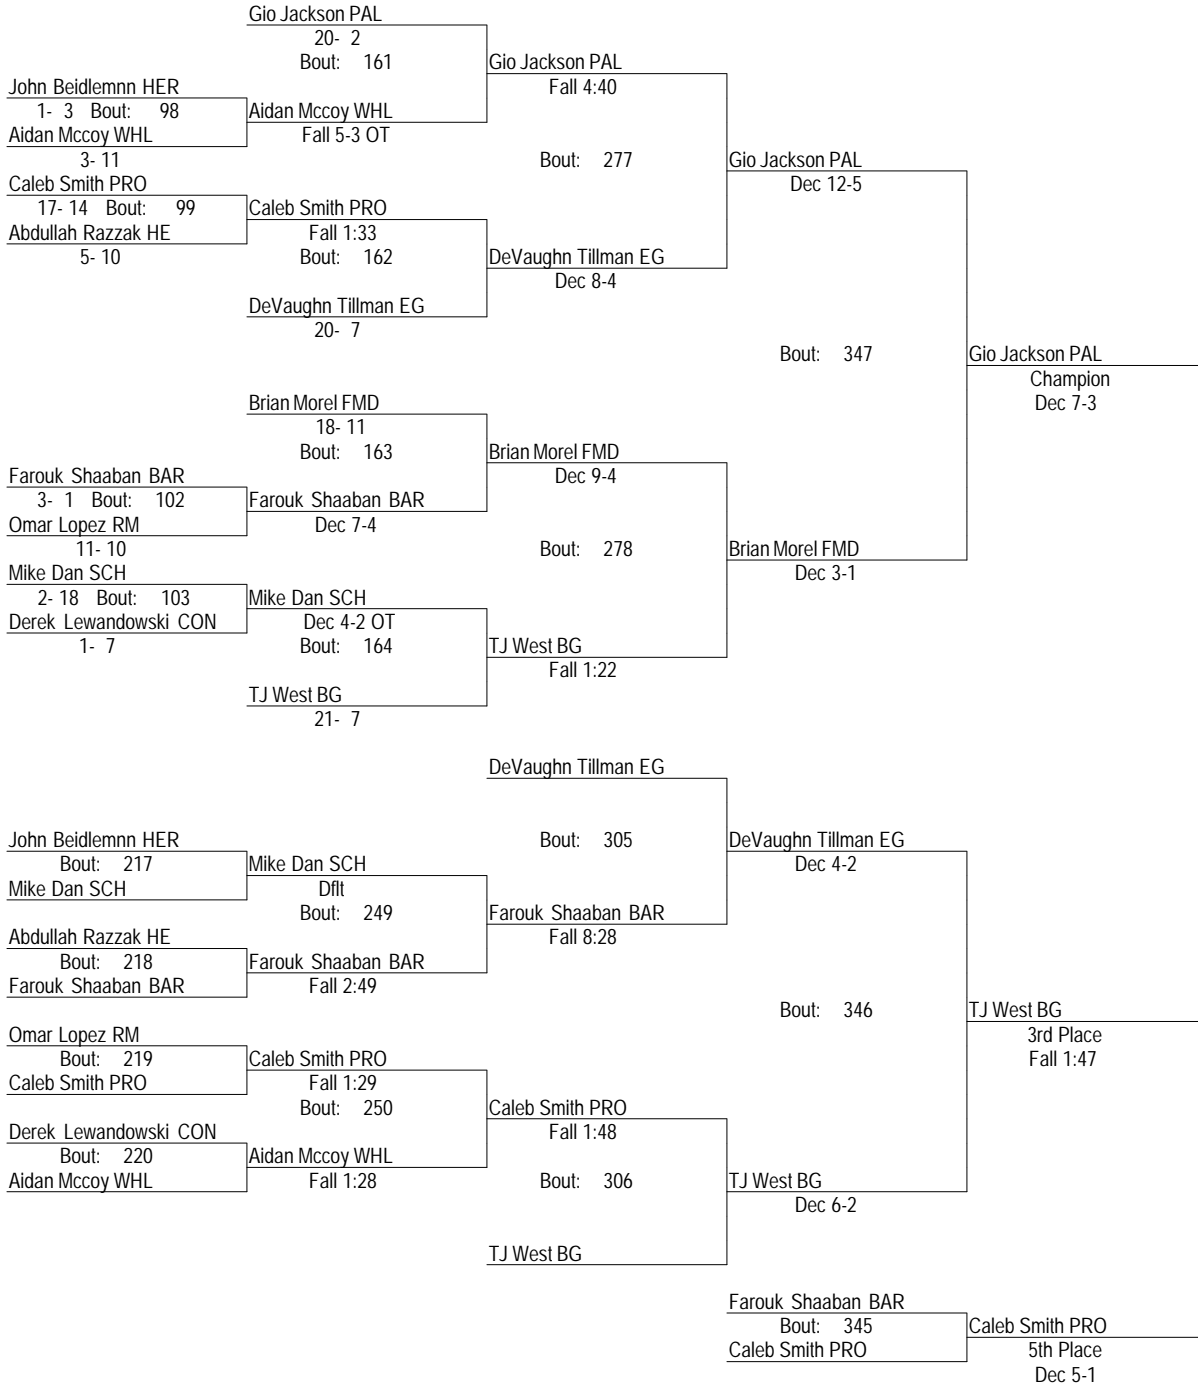 Gio Jackson PAL
20- 2
Bout: 161
Gio Jackson PAL
Fall 4:40
John Beidlemnn HER
1- 3 Bout: 98
Aidan Mccoy WHL
Fall 5-3 OT
Aidan Mccoy WHL
3- 11
Bout: 277
Gio Jackson PAL
Dec 12-5
Caleb Smith PRO
17- 14 Bout: 99
Caleb Smith PRO
Fall 1:33
Abdullah Razzak HE
5- 10
Bout: 162
DeVaughn Tillman EG
Dec 8-4
DeVaughn Tillman EG
20- 7
Bout: 347
Gio Jackson PAL
Champion
Dec 7-3
Brian Morel FMD
18- 11
Bout: 163
Brian Morel FMD
Dec 9-4
Farouk Shaaban BAR
3- 1 Bout: 102
Farouk Shaaban BAR
Dec 7-4
Omar Lopez RM
11- 10
Bout: 278
Brian Morel FMD
Dec 3-1
Mike Dan SCH
2- 18 Bout: 103
Mike Dan SCH
Dec 4-2 OT
Derek Lewandowski CON
1- 7
Bout: 164
TJ West BG
Fall 1:22
TJ West BG
21- 7
DeVaughn Tillman EG
Bout: 305
DeVaughn Tillman EG
Dec 4-2
John Beidlemnn HER
Bout: 217
Mike Dan SCH
Mike Dan SCH
Dflt
Bout: 249
Farouk Shaaban BAR
Fall 8:28
Abdullah Razzak HE
Bout: 218
Farouk Shaaban BAR
Farouk Shaaban BAR
Fall 2:49
Bout: 346
TJ West BG
3rd Place
Fall 1:47
Omar Lopez RM
Bout: 219
Caleb Smith PRO
Caleb Smith PRO
Fall 1:29
Bout: 250
Caleb Smith PRO
Fall 1:48
Derek Lewandowski CON
Bout: 220
Aidan Mccoy WHL
Aidan Mccoy WHL
Fall 1:28
Bout: 306
TJ West BG
Dec 6-2
TJ West BG
Farouk Shaaban BAR
Bout: 345
Caleb Smith PRO
Caleb Smith PRO
5th Place
Dec 5-1